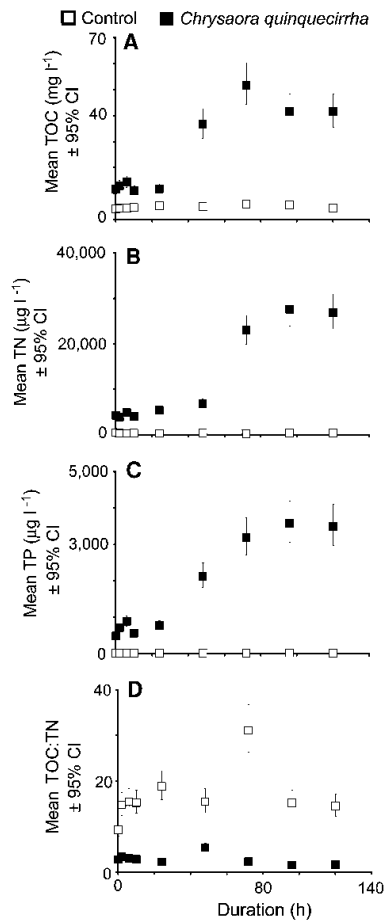 Control Chrysaora quinquecirrha
A
70
40
0
Mean TOC (mg l⁻¹)
± 95% CI
B
40,000
20,000
0
Mean TN (µg l⁻¹)
± 95% CI
C
5,000
3,000
0
Mean TP (µg l⁻¹)
± 95% CI
D
40
20
0
Mean TOC:TN
± 95% CI
0 80 140
Duration (h)